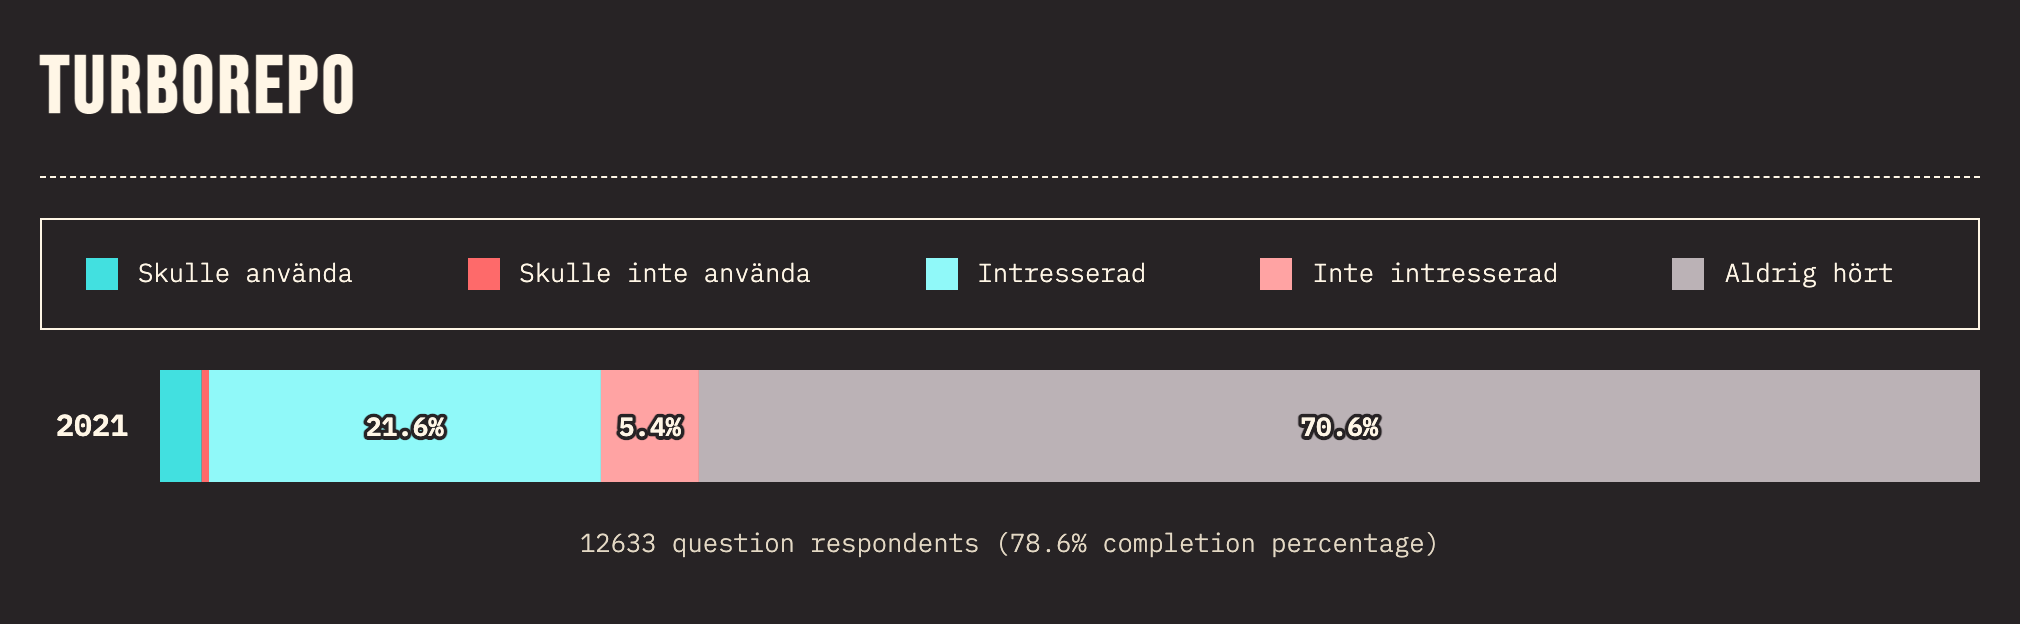 TURBOREPO
Skulle använda Skulle inte använda Intresserad Inte intresserad Aldrig hört
2021 21.6% 5.4% 70.6%
12633 question respondents (78.6% completion percentage)